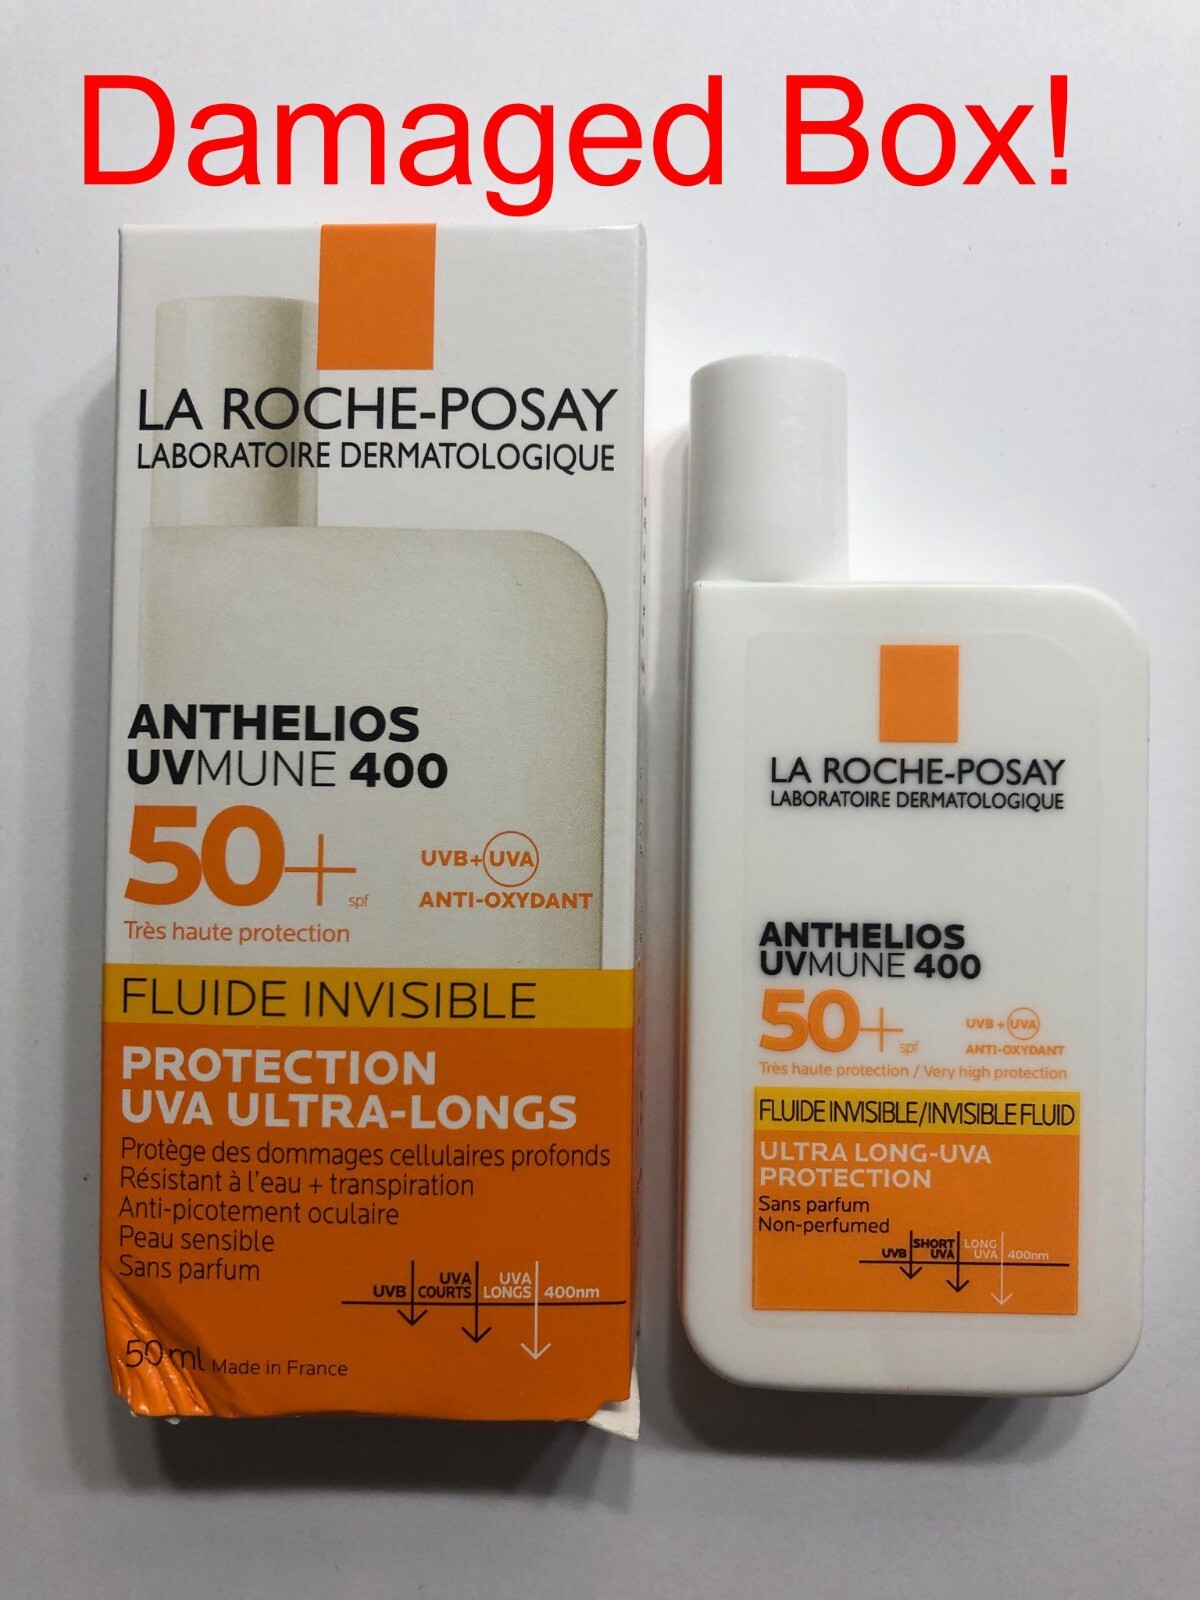 Damaged Box!
LA ROCHE-POSAY
LABORATOIRE DERMATOLOGIQUE
ANTHELIOS
UVMUNE 400
50+ spf
UVB + UVA
ANTI-OXYDANT
Très haute protection
FLUIDE INVISIBLE
PROTECTION
UVA ULTRA-LONGS
Protège des dommages cellulaires profonds
Résistant à l'eau + transpiration
Anti-picotement oculaire
Peau sensible
Sans parfum
UVB UVA COURTS UVA LONGS 400nm
50 ml Made in France
LA ROCHE-POSAY
LABORATOIRE DERMATOLOGIQUE
ANTHELIOS
UVMUNE 400
50+ spf
UVB + UVA
ANTI-OXYDANT
Très haute protection / Very high protection
FLUIDE INVISIBLE/INVISIBLE FLUID
ULTRA LONG-UVA
PROTECTION
Sans parfum
Non-perfumed
UVB SHORT UVA LONG UVA 400nm